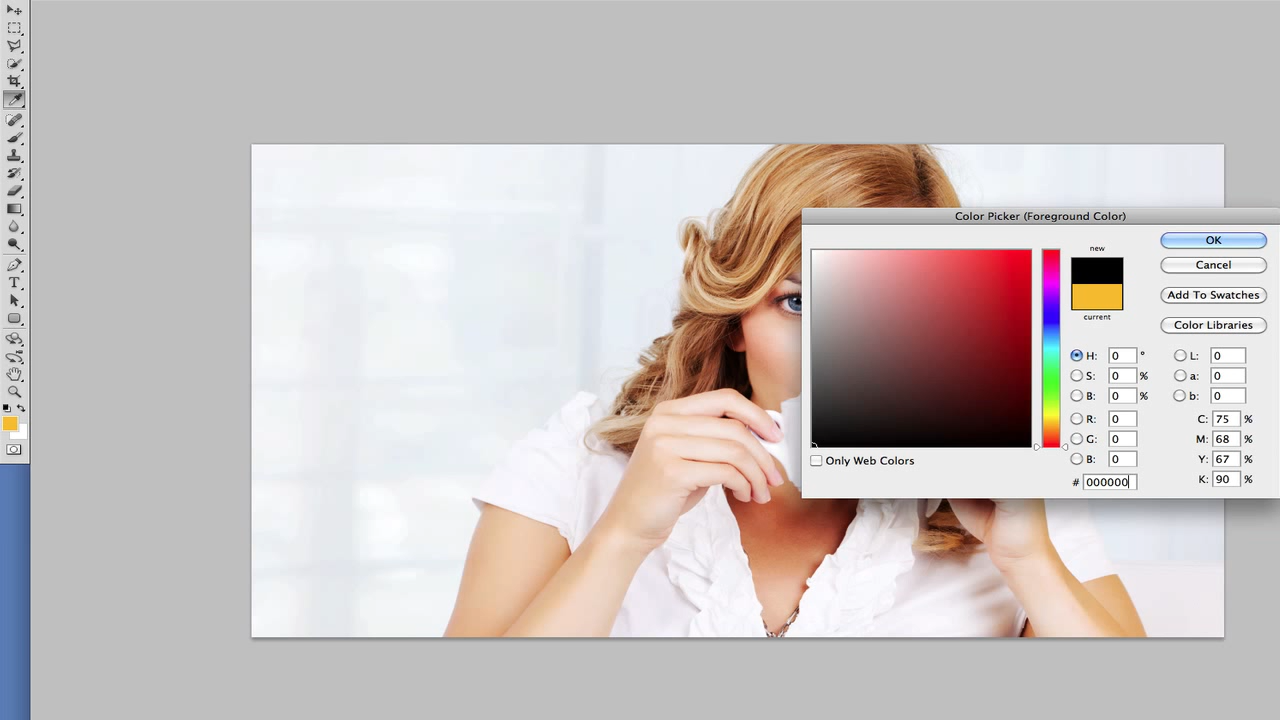 Color Picker (Foreground Color)
new
current
OK
Cancel
Add To Swatches
Color Libraries
H: 0 °
S: 0 %
B: 0 %
R: 0
G: 0
B: 0
# 000000
L: 0
a: 0
b: 0
C: 75 %
M: 68 %
Y: 67 %
K: 90 %
Only Web Colors
T